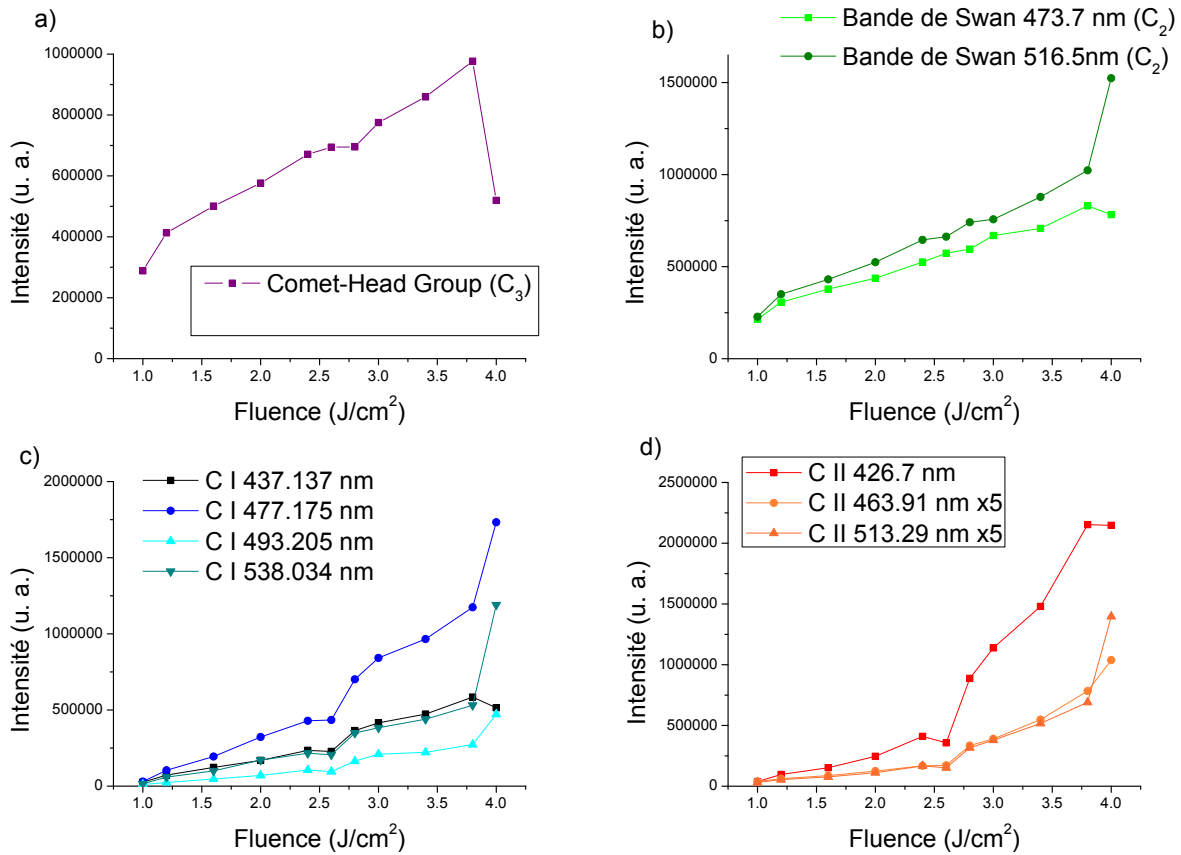 a)
1000000
800000
600000
400000
200000
0
Intensité (u. a.)
Comet-Head Group (C3)
1.0 1.5 2.0 2.5 3.0 3.5 4.0
Fluence (J/cm2)
b)
Bande de Swan 473.7 nm (C2)
Bande de Swan 516.5nm (C2)
1500000
1000000
500000
0
Intensité (u. a.)
1.0 1.5 2.0 2.5 3.0 3.5 4.0
Fluence (J/cm2)
c)
C I 437.137 nm
C I 477.175 nm
C I 493.205 nm
C I 538.034 nm
2000000
1500000
1000000
500000
0
Intensité (u. a.)
1.0 1.5 2.0 2.5 3.0 3.5 4.0
Fluence (J/cm2)
d)
C II 426.7 nm
C II 463.91 nm x5
C II 513.29 nm x5
2000000
1500000
1000000
500000
0
Intensité (u. a.)
1.0 1.5 2.0 2.5 3.0 3.5 4.0
Fluence (J/cm2)